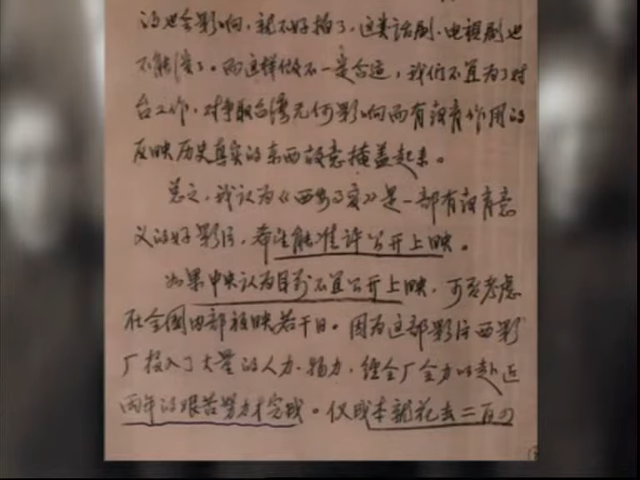 的也会影响,就不好拍了,这类话剧、电视剧也
不能演了。而这样做不一定合适,我们不宜为了对
台工作,对争取台湾无何影响而有教育作用的
反映历史真实的东西故意掩盖起来。
总之,我认为《西安事变》是一部有教育意
义的好影片,希望能准许公开上映。
如果中央认为目前不宜公开上映,可否考虑
在全国内部放映若干日。因为这部影片西影
厂投入了大量的人力、物力,经全厂全力以赴近
两年的艰苦努力才完成。仅成本就花去二百万